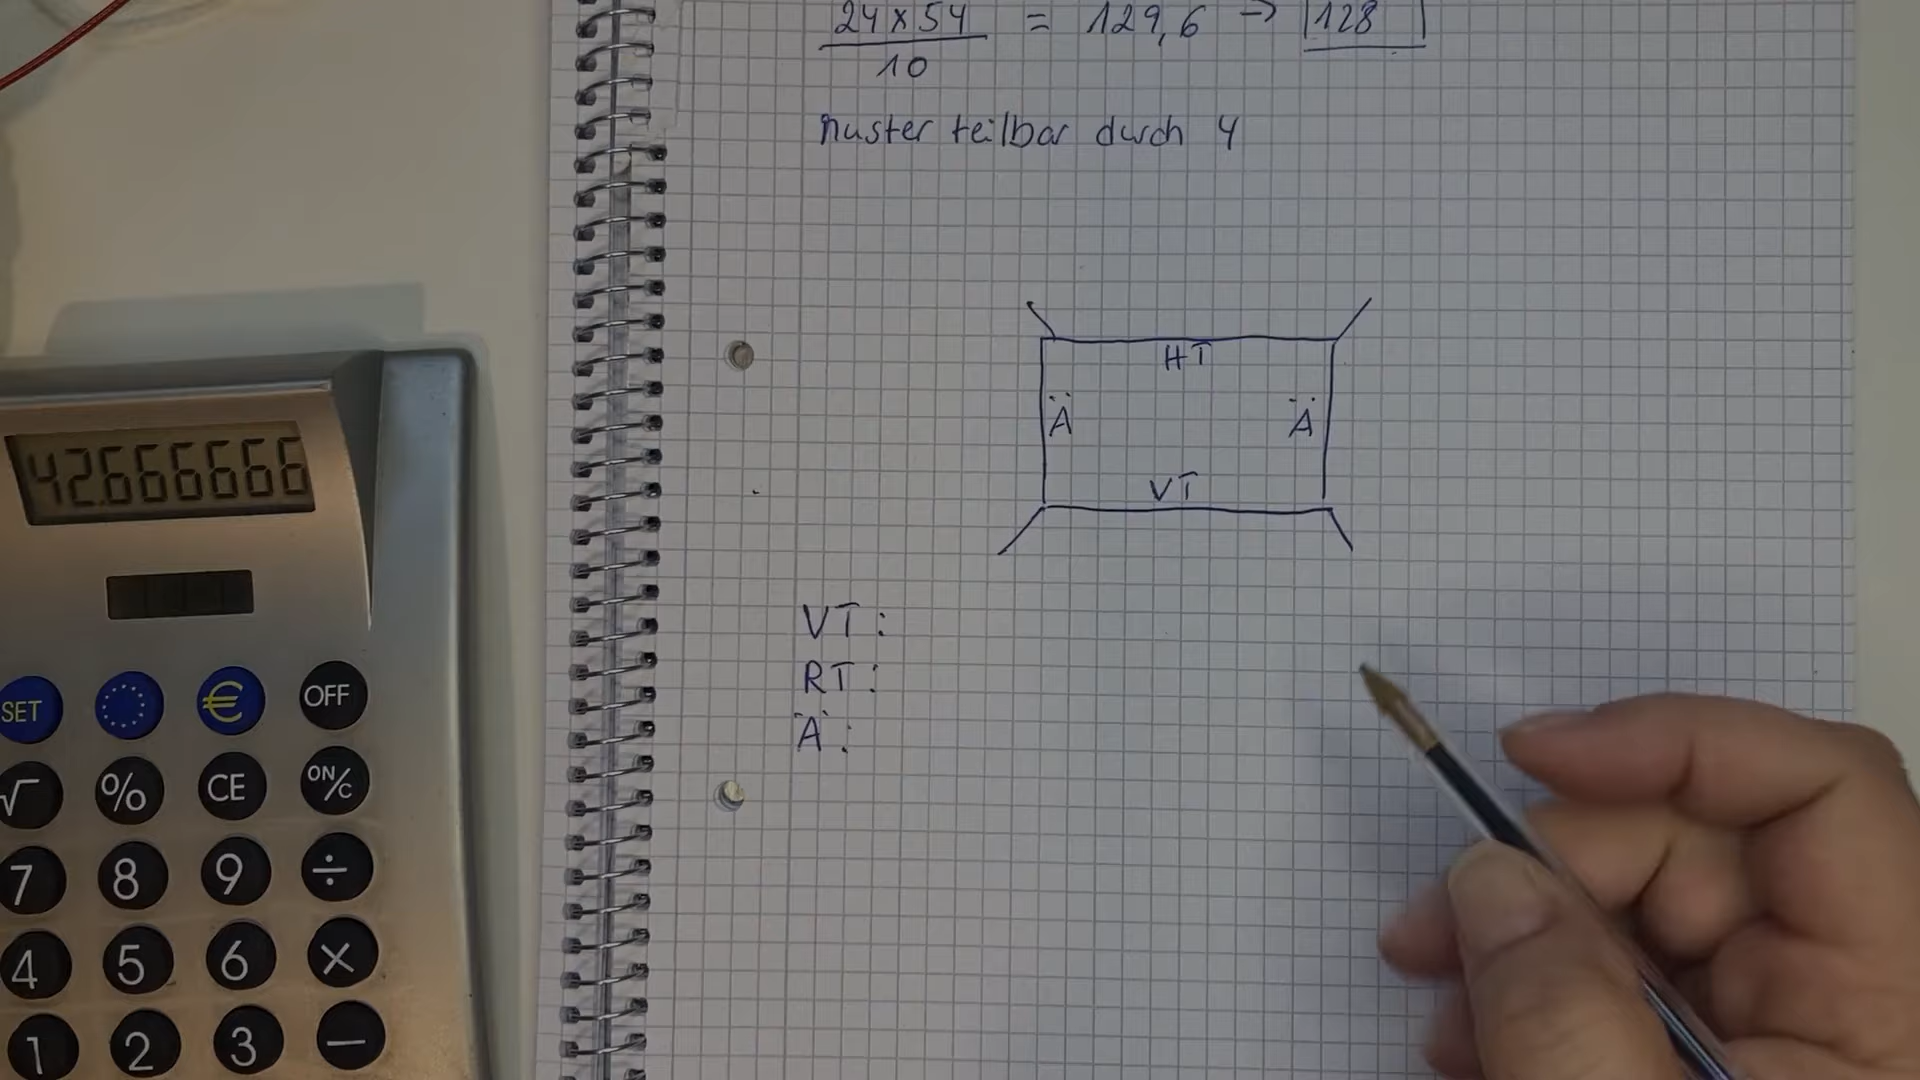 24 x 54 = 129,6 → 128
10
muster teilbar durch 4
HT
Ä Ä
VT
VT:
RT:
Ä:
42.666666
SET € OFF
√ % CE ON/C
7 8 9 ÷
4 5 6 ×
1 2 3 −